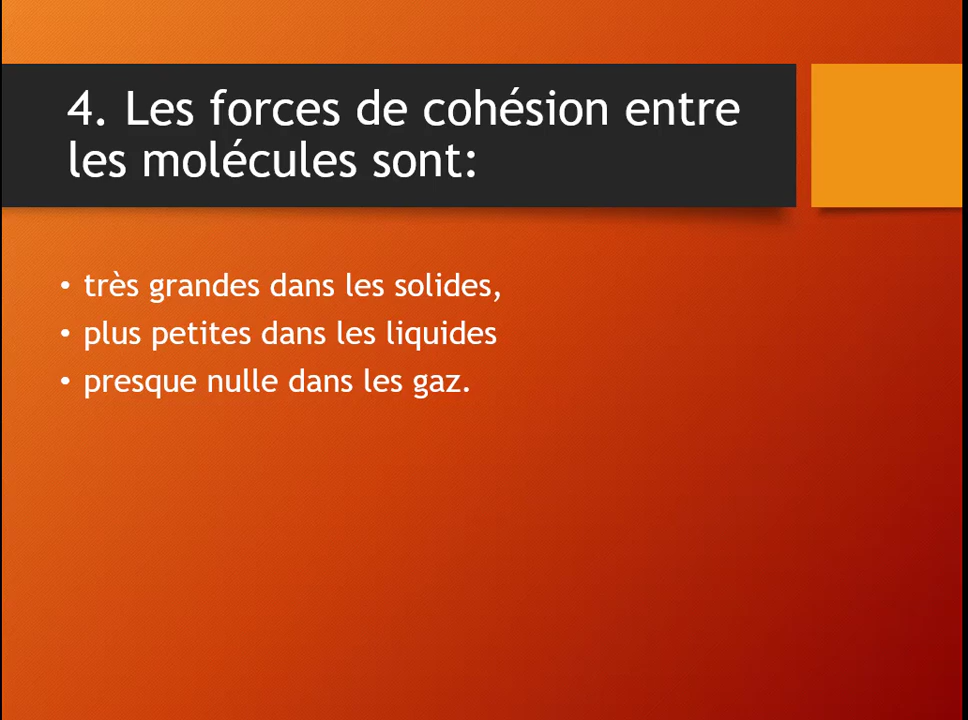 4. Les forces de cohésion entre
les molécules sont:
• très grandes dans les solides,
• plus petites dans les liquides
• presque nulle dans les gaz.